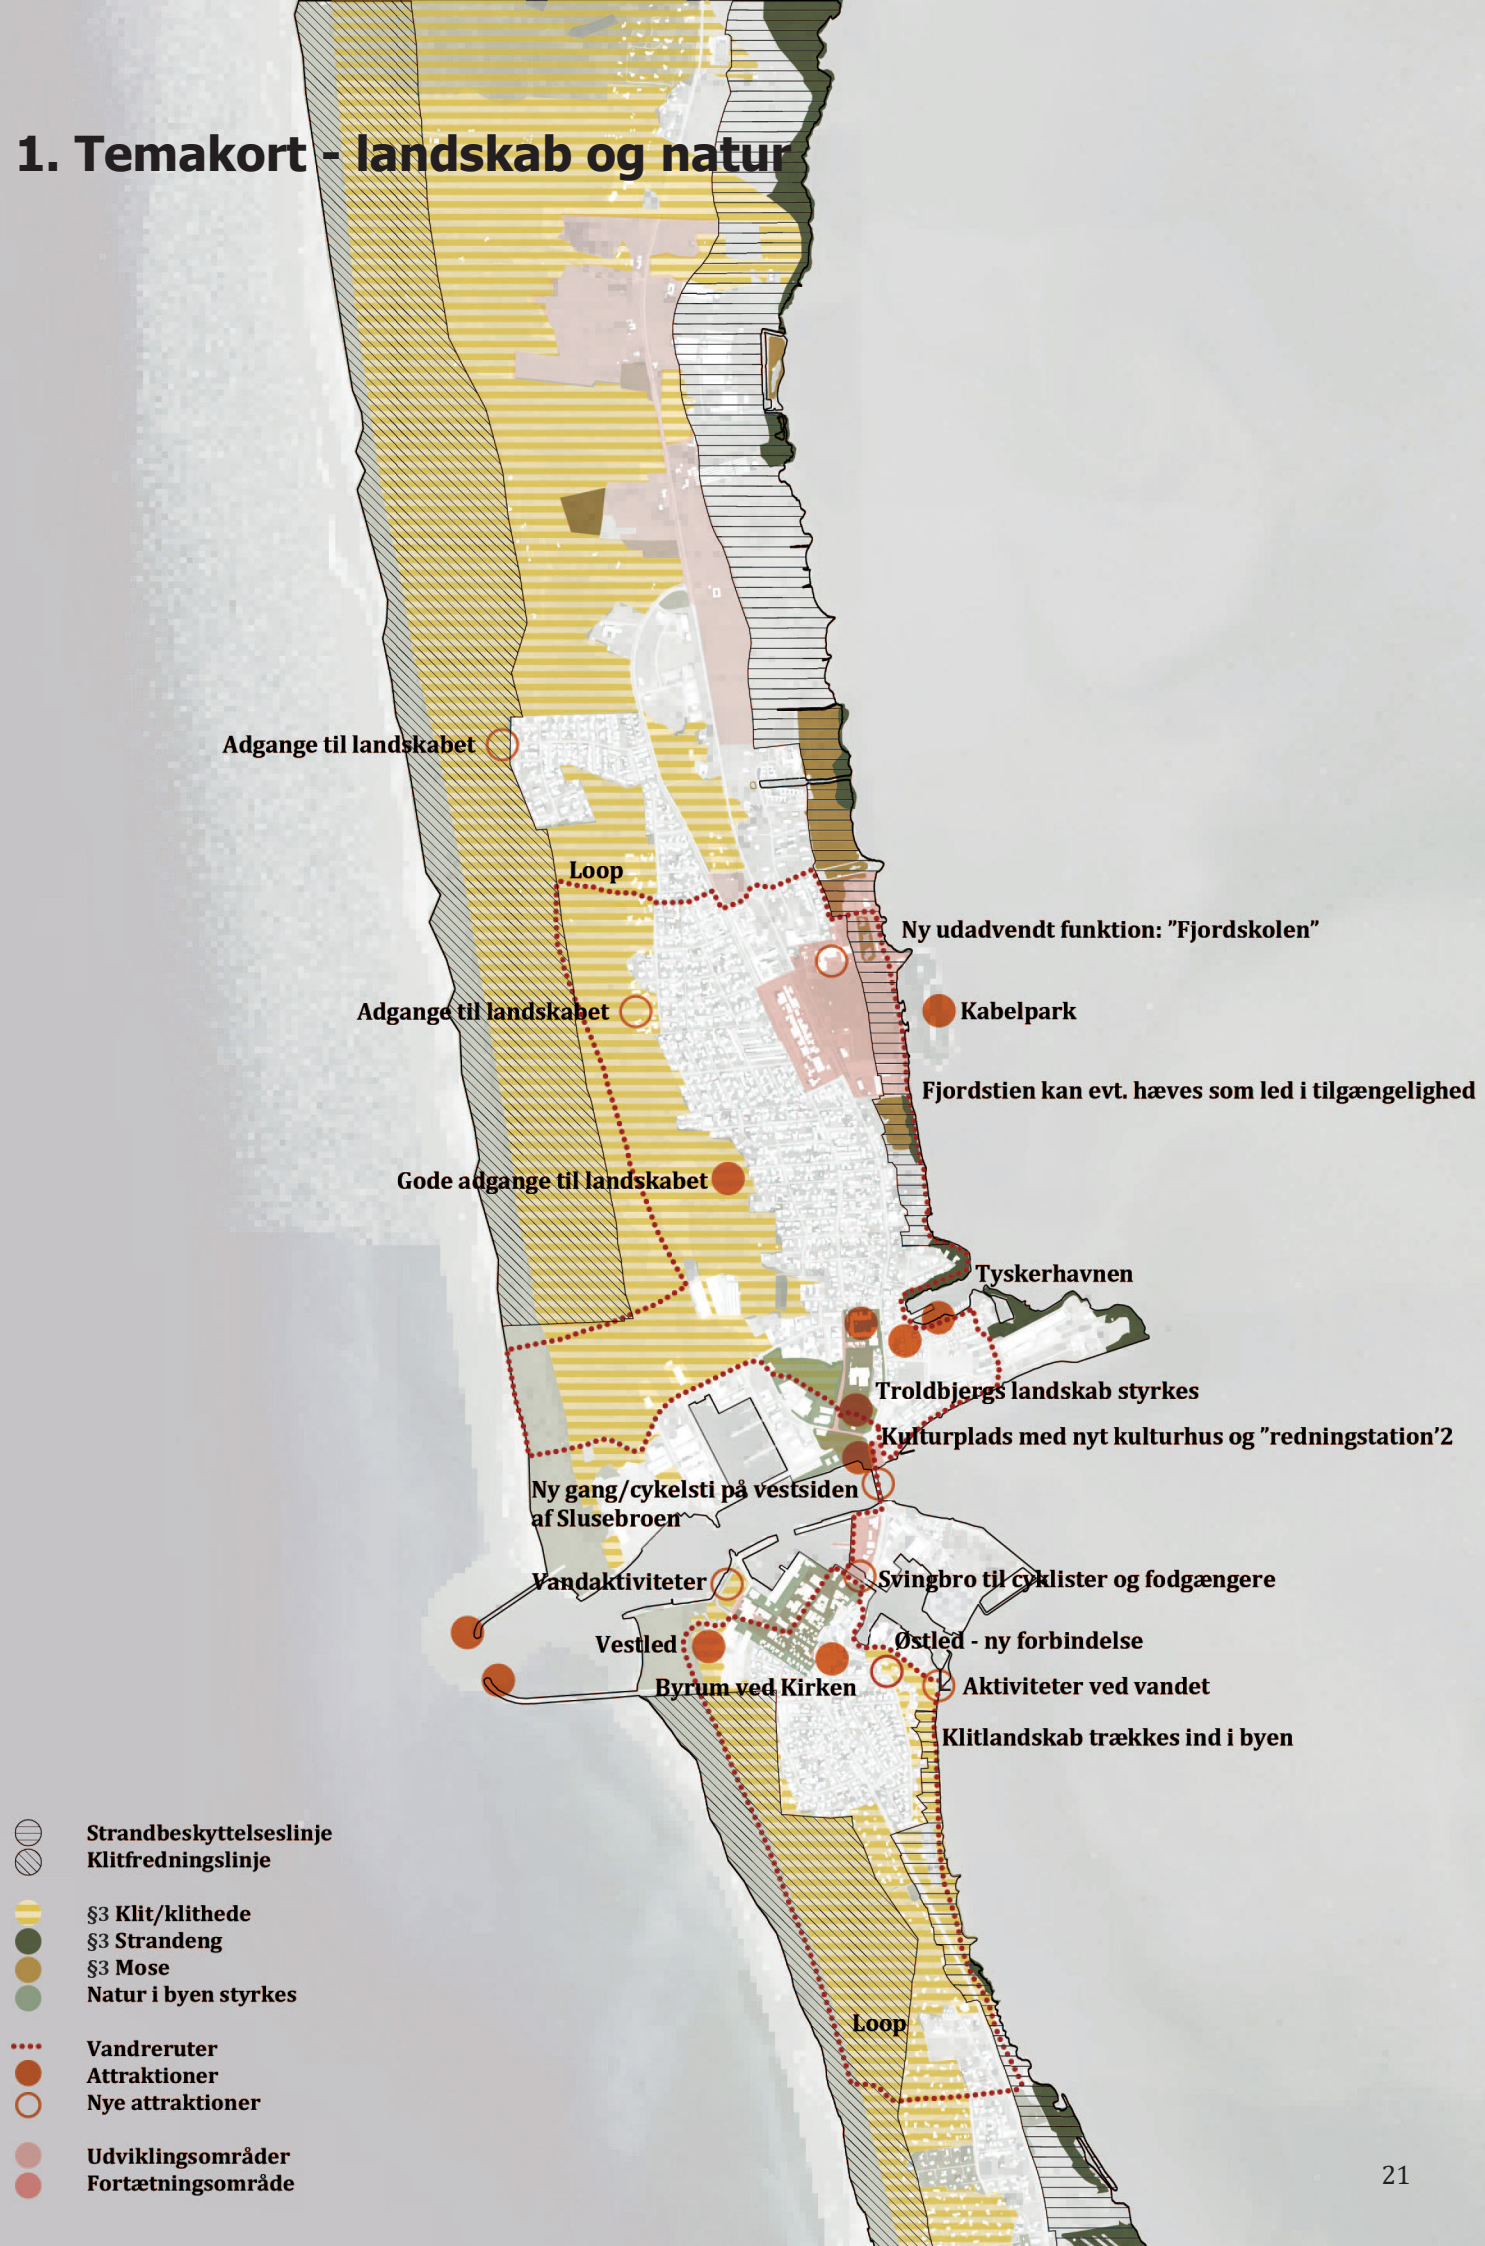 1. Temakort - landskab og natur
Adgange til landskabet
Loop
Ny udadvendt funktion: ”Fjordskolen”
Adgange til landskabet
Kabelpark
Fjordstien kan evt. hæves som led i tilgængelighed
Gode adgange til landskabet
Tyskerhavnen
Troldbjergs landskab styrkes
Kulturplads med nyt kulturhus og ”redningstation’2
Ny gang/cykelsti på vestsiden
af Slusebroen
Vandaktiviteter
Svingbro til cyklister og fodgængere
Vestled
Østled - ny forbindelse
Byrum ved Kirken
Aktiviteter ved vandet
Klitlandskab trækkes ind i byen
Loop
Strandbeskyttelseslinje
Klitfredningslinje
§3 Klit/klithede
§3 Strandeng
§3 Mose
Natur i byen styrkes
Vandreruter
Attraktioner
Nye attraktioner
Udviklingsområder
Fortætningsområde
21